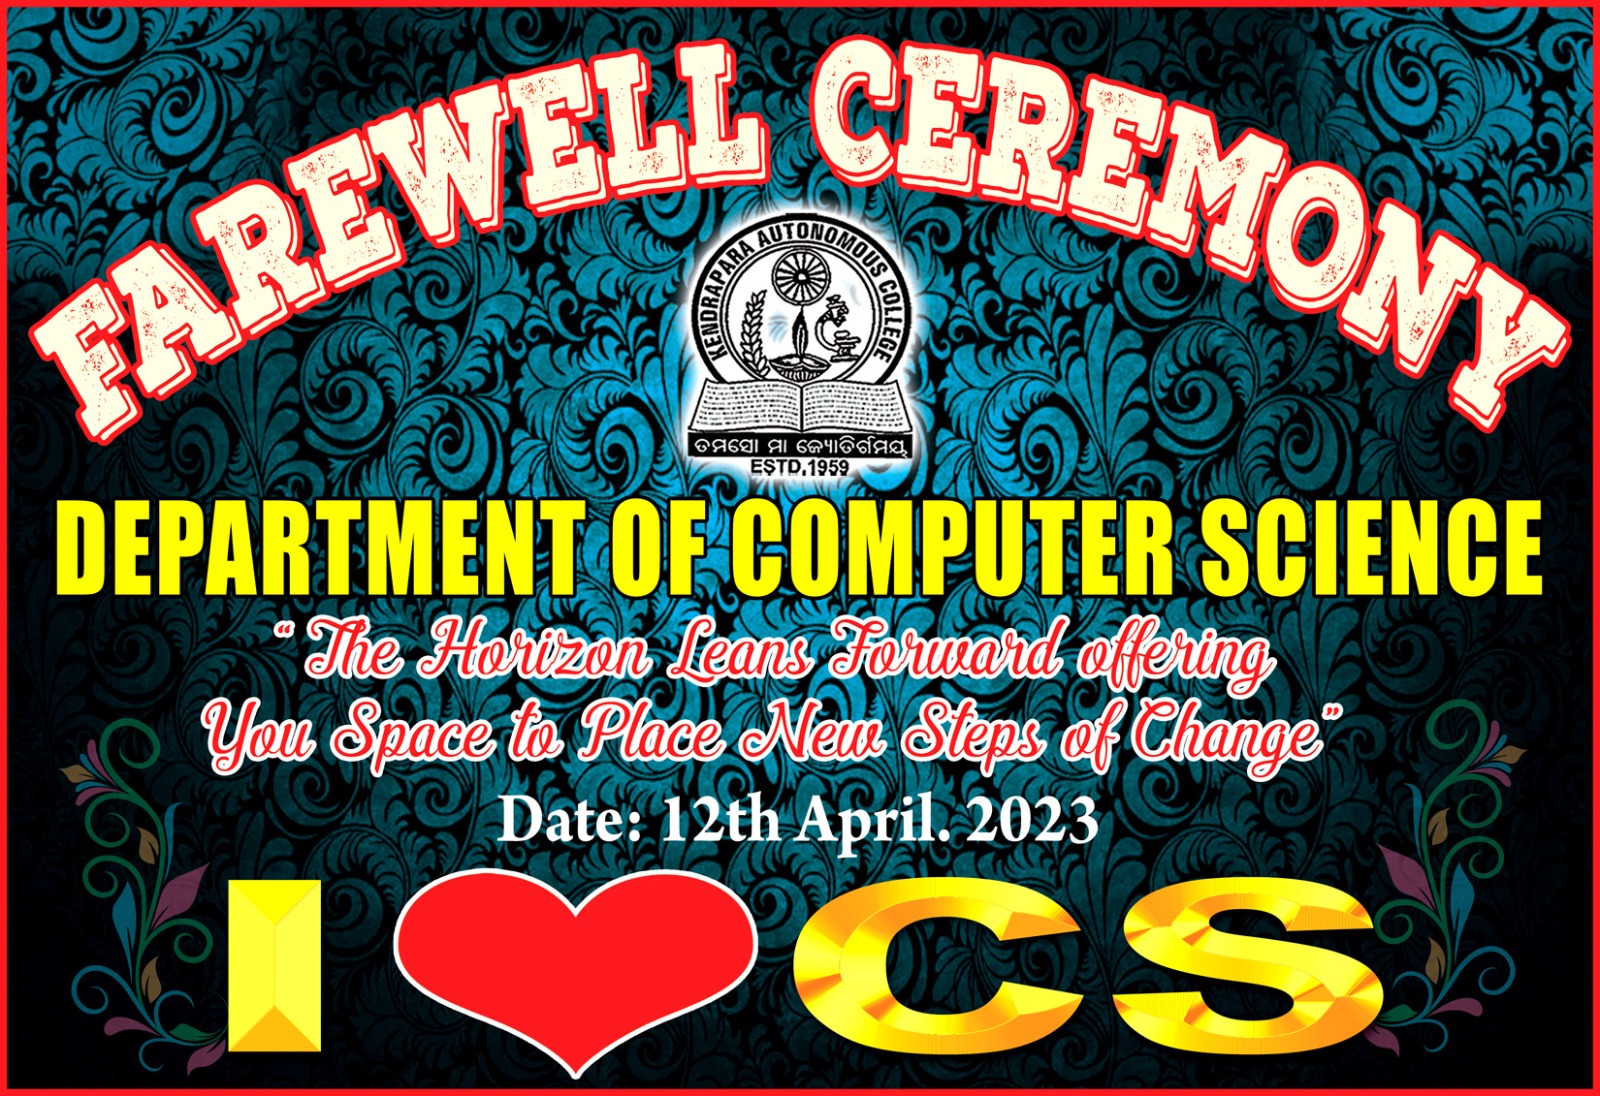 FAREWELL CEREMONY
KENDRAPARA AUTONOMOUS COLLEGE
ତମସୋ ମା ଜ୍ୟୋତିର୍ଗମୟ
ESTD.1959
DEPARTMENT OF COMPUTER SCIENCE
“The Horizon Leans Forward offering
You Space to Place New Steps of Change”
Date: 12th April. 2023
I ❤ CS